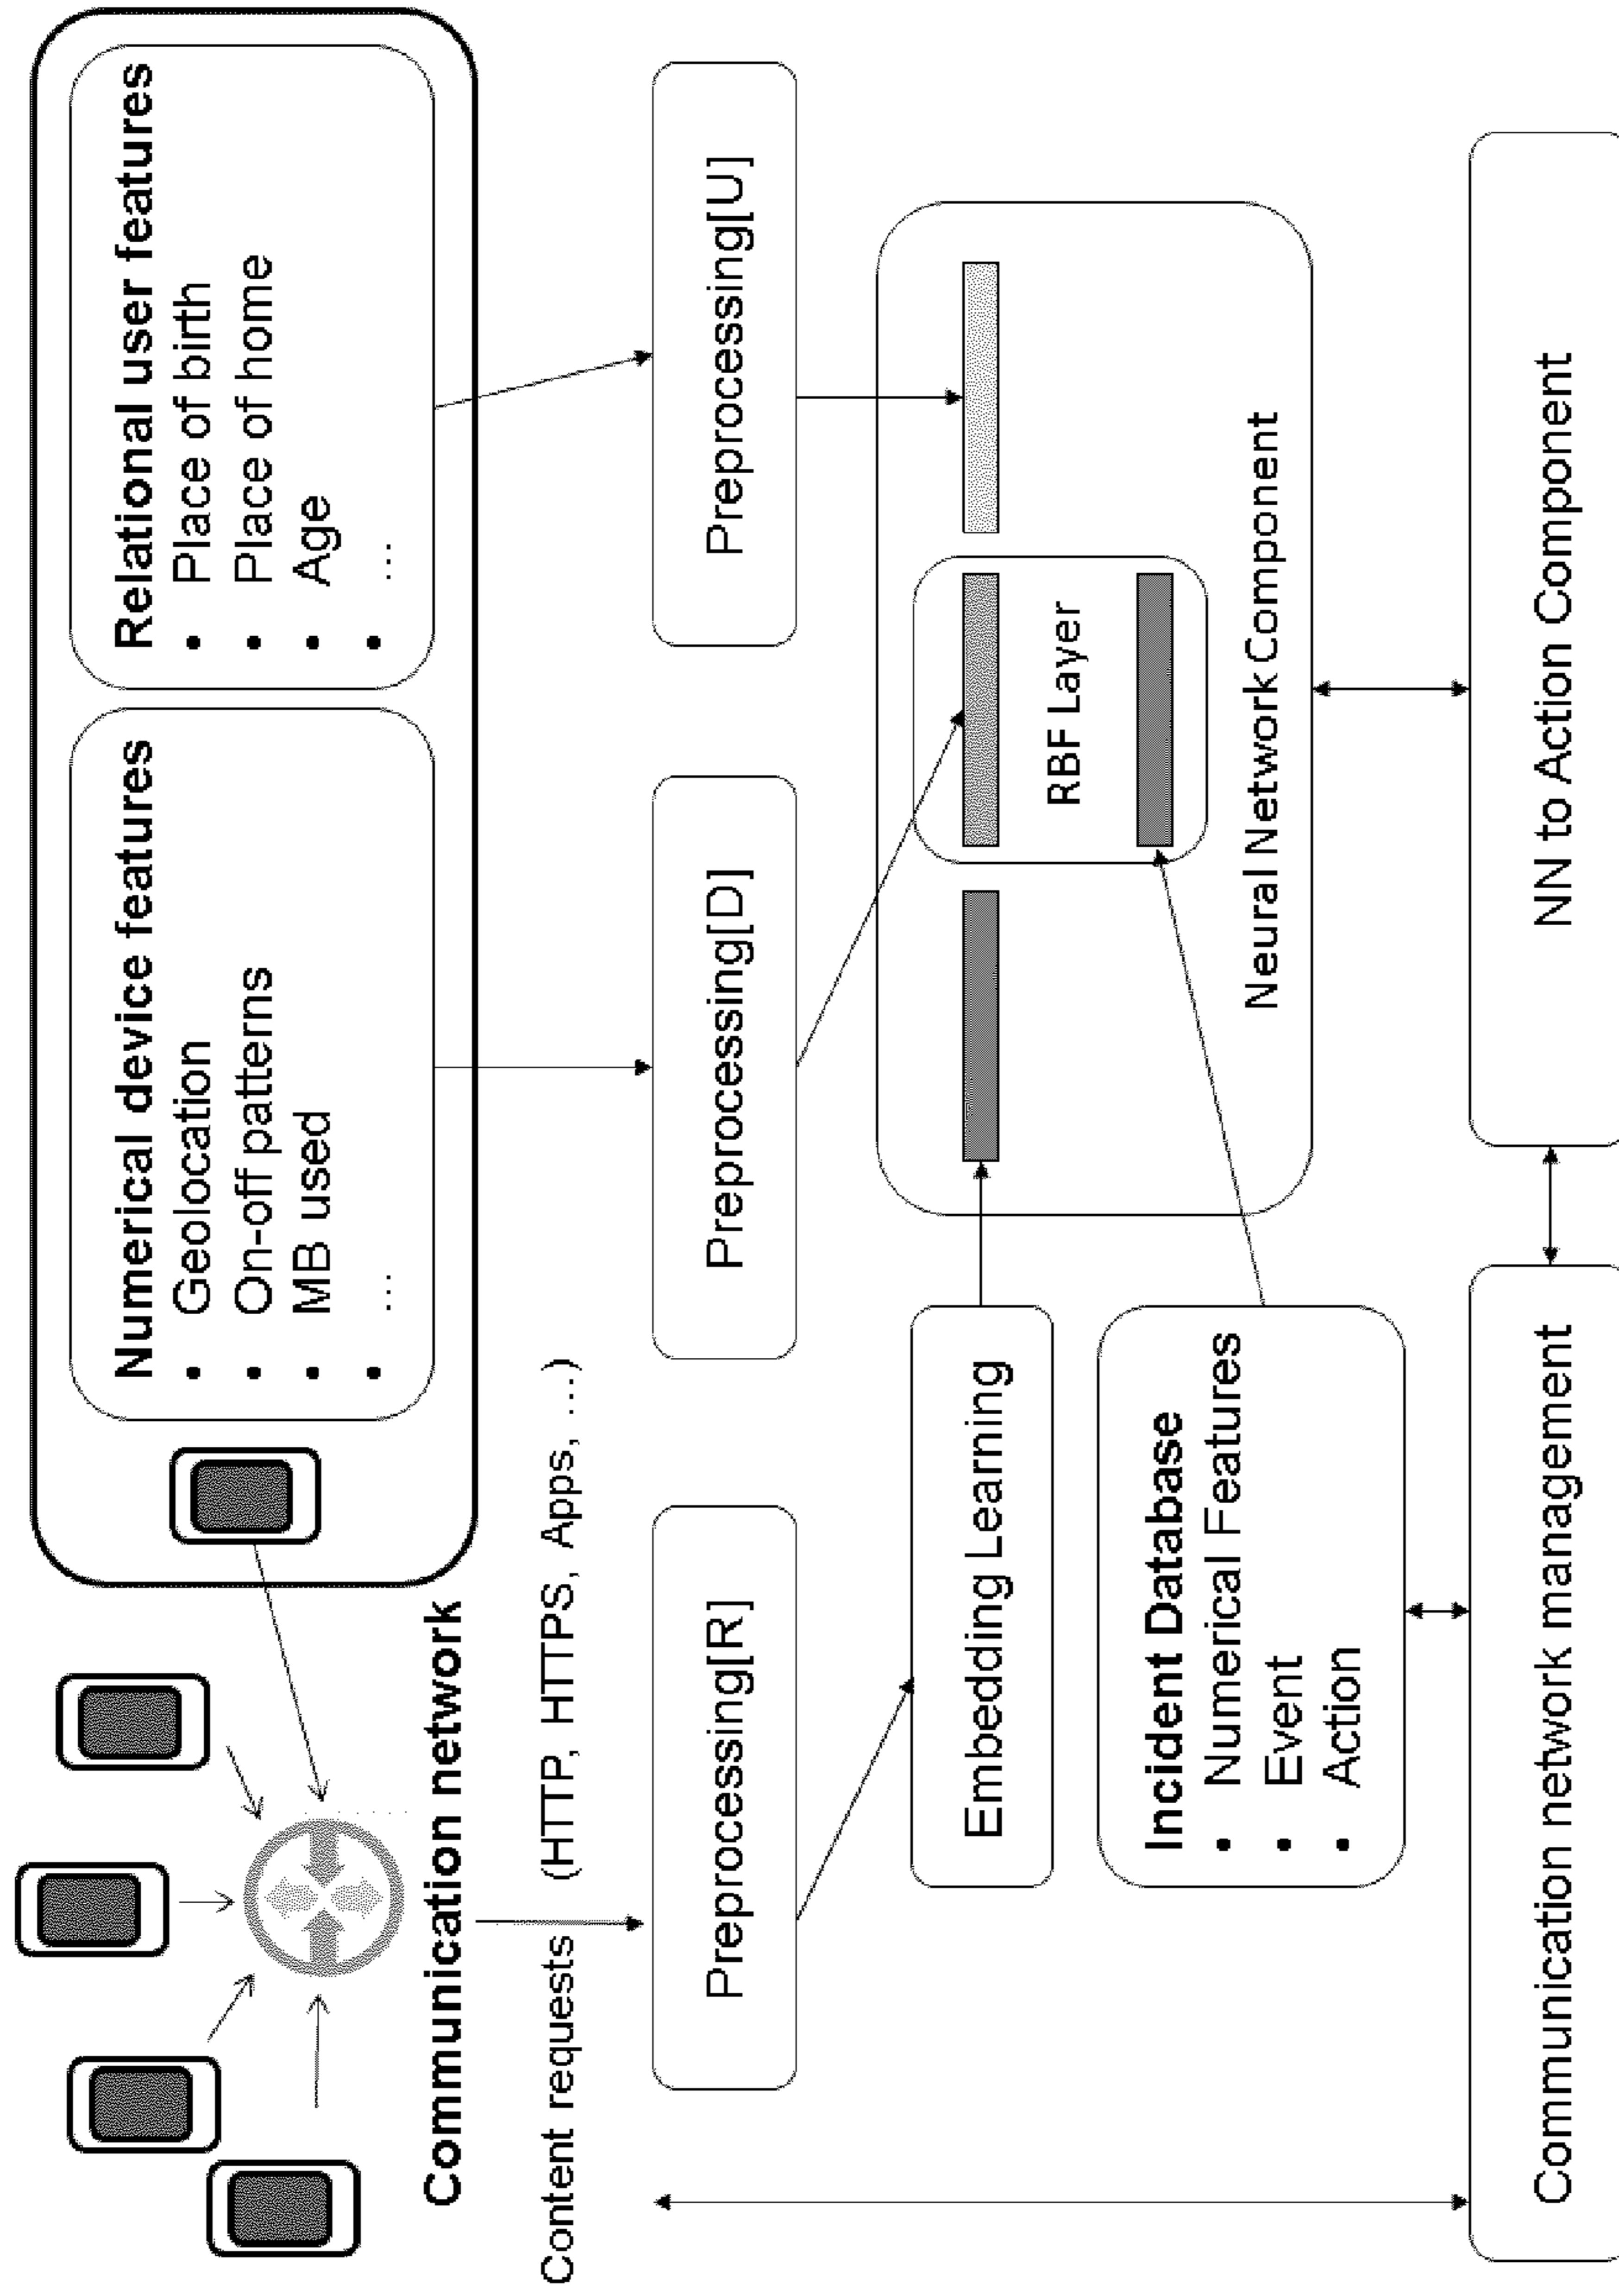 Communication network
Numerical device features
• Geolocation
• On-off patterns
• MB used
• ...
Relational user features
• Place of birth
• Place of home
• Age
• ...
Content requests (HTTP, HTTPS, Apps, ...)
Preprocessing[R]
Preprocessing[D]
Preprocessing[U]
Embedding Learning
RBF Layer
Neural Network Component
Incident Database
• Numerical Features
• Event
• Action
Communication network management
NN to Action Component